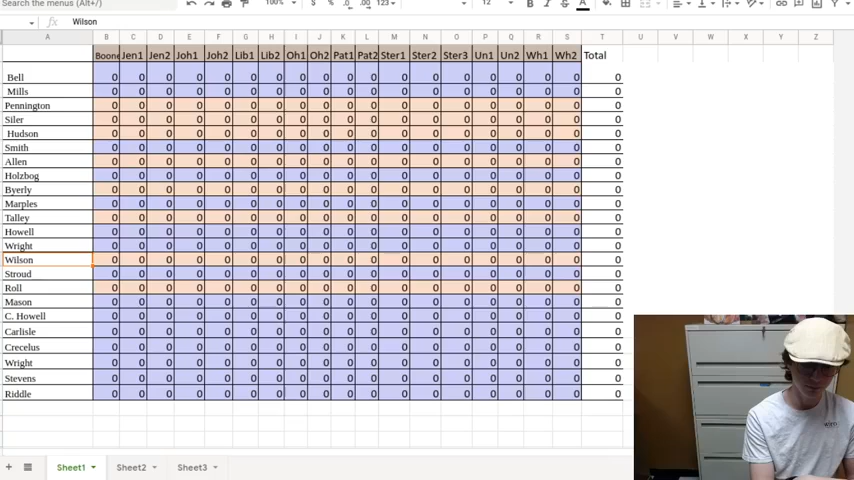 Search the menus (Alt+/) 100% $ % .0 .00 123 12 B I S A
fx Wilson
A B C D E F G H I J K L M N O P Q R S T U V W X Y Z
Boone Jen1 Jen2 Joh1 Joh2 Lib1 Lib2 Oh1 Oh2 Pat1 Pat2 Ster1 Ster2 Ster3 Un1 Un2 Wh1 Wh2 Total
Bell 0 0 0 0 0 0 0 0 0 0 0 0 0 0 0 0 0 0 0
Mills 0 0 0 0 0 0 0 0 0 0 0 0 0 0 0 0 0 0 0
Pennington 0 0 0 0 0 0 0 0 0 0 0 0 0 0 0 0 0 0 0
Siler 0 0 0 0 0 0 0 0 0 0 0 0 0 0 0 0 0 0 0
Hudson 0 0 0 0 0 0 0 0 0 0 0 0 0 0 0 0 0 0 0
Smith 0 0 0 0 0 0 0 0 0 0 0 0 0 0 0 0 0 0 0
Allen 0 0 0 0 0 0 0 0 0 0 0 0 0 0 0 0 0 0 0
Holzbog 0 0 0 0 0 0 0 0 0 0 0 0 0 0 0 0 0 0 0
Byerly 0 0 0 0 0 0 0 0 0 0 0 0 0 0 0 0 0 0 0
Marples 0 0 0 0 0 0 0 0 0 0 0 0 0 0 0 0 0 0 0
Talley 0 0 0 0 0 0 0 0 0 0 0 0 0 0 0 0 0 0 0
Howell 0 0 0 0 0 0 0 0 0 0 0 0 0 0 0 0 0 0 0
Wright 0 0 0 0 0 0 0 0 0 0 0 0 0 0 0 0 0 0 0
Wilson 0 0 0 0 0 0 0 0 0 0 0 0 0 0 0 0 0 0 0
Stroud 0 0 0 0 0 0 0 0 0 0 0 0 0 0 0 0 0 0 0
Roll 0 0 0 0 0 0 0 0 0 0 0 0 0 0 0 0 0 0 0
Mason 0 0 0 0 0 0 0 0 0 0 0 0 0 0 0 0 0 0 0
C. Howell 0 0 0 0 0 0 0 0 0 0 0 0 0 0 0 0 0 0 0
Carlisle 0 0 0 0 0 0 0 0 0 0 0 0 0 0 0 0 0 0 0
Crecelus 0 0 0 0 0 0 0 0 0 0 0 0 0 0 0 0 0 0 0
Wright 0 0 0 0 0 0 0 0 0 0 0 0 0 0 0 0 0 0 0
Stevens 0 0 0 0 0 0 0 0 0 0 0 0 0 0 0 0 0 0 0
Riddle 0 0 0 0 0 0 0 0 0 0 0 0 0 0 0 0 0 0 0
Sheet1 Sheet2 Sheet3